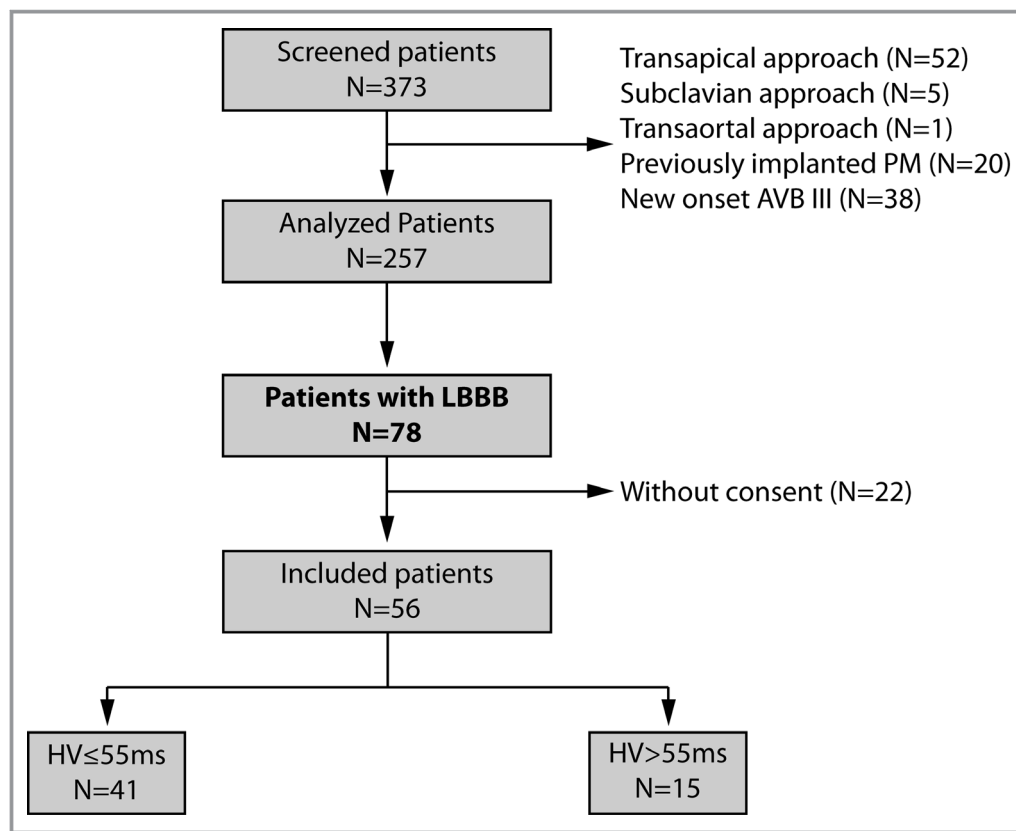 Screened patients
N=373
Transapical approach (N=52)
Subclavian approach (N=5)
Transaortal approach (N=1)
Previously implanted PM (N=20)
New onset AVB III (N=38)
Analyzed Patients
N=257
Patients with LBBB
N=78
Without consent (N=22)
Included patients
N=56
HV≤55ms
N=41
HV>55ms
N=15